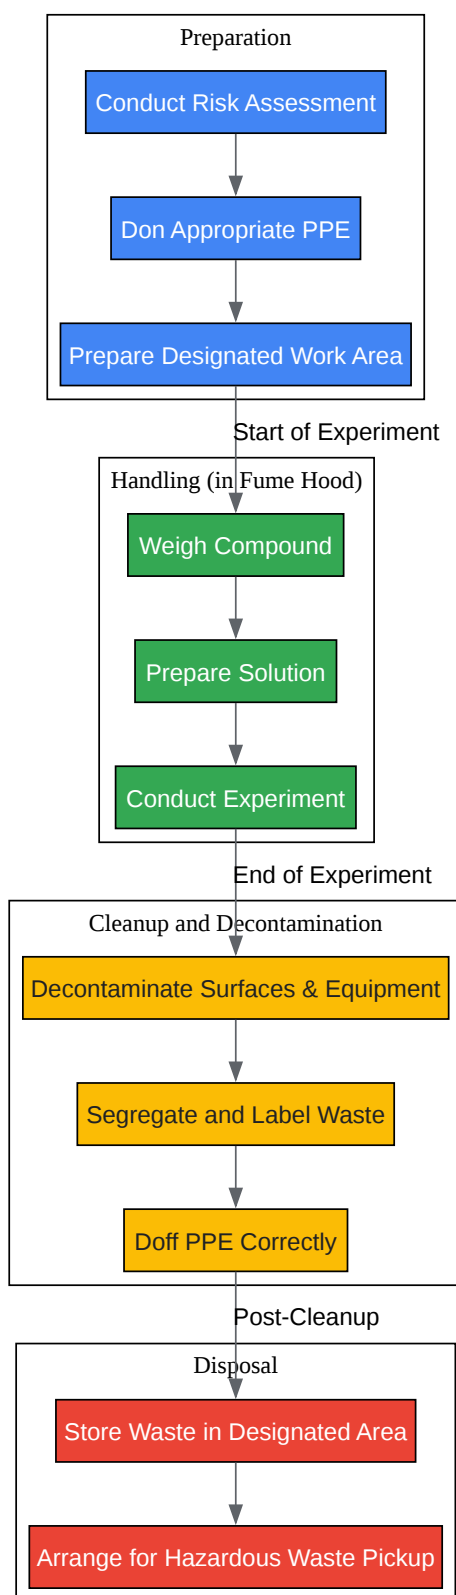 Preparation
Conduct Risk Assessment
Don Appropriate PPE
Prepare Designated Work Area
Start of Experiment
Handling (in Fume Hood)
Weigh Compound
Prepare Solution
Conduct Experiment
End of Experiment
Cleanup and Decontamination
Decontaminate Surfaces & Equipment
Segregate and Label Waste
Doff PPE Correctly
Post-Cleanup
Disposal
Store Waste in Designated Area
Arrange for Hazardous Waste Pickup